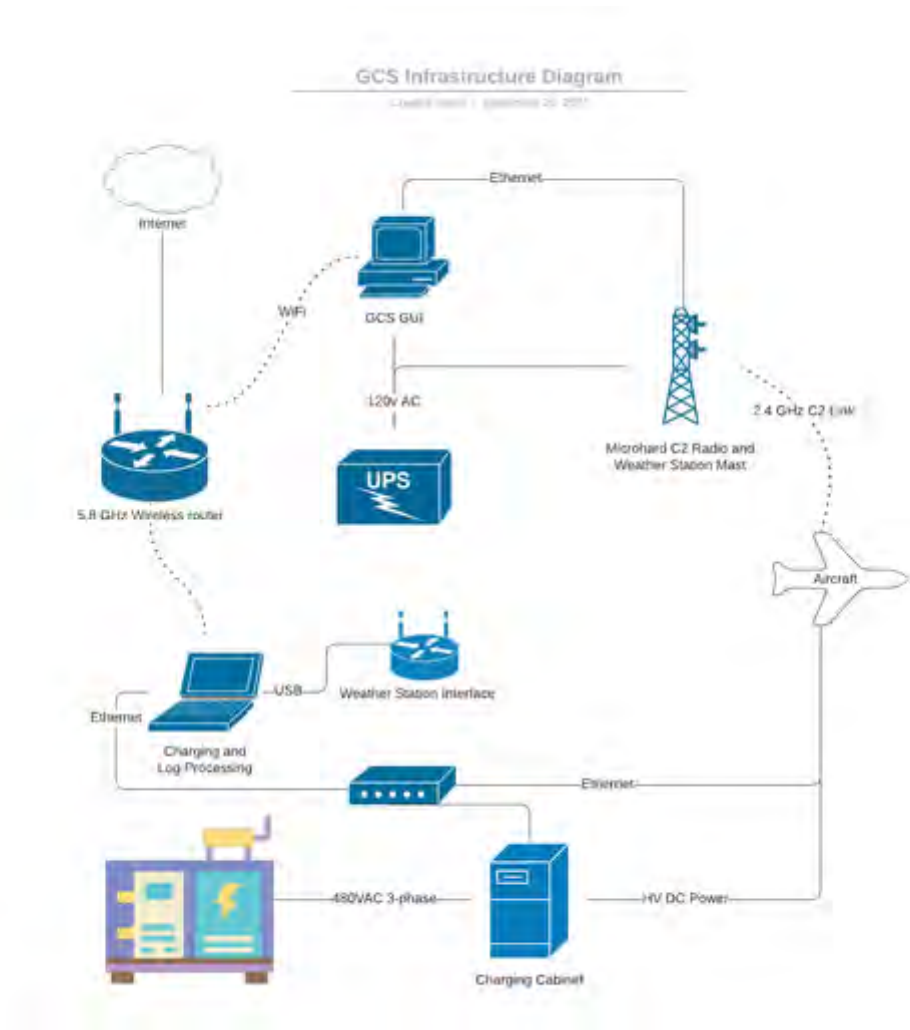 GCS Infrastructure Diagram
Ethernet
Internet
WiFi
GCS GUI
120v AC
2.4 GHz C2 Link
UPS
Microhard C2 Radio and
Weather Station Mast
5.8 GHz Wireless router
Aircraft
USB
Weather Station Interface
Ethernet
Charging and
Log Processing
Ethernet
480VAC 3-phase
HV DC Power
Charging Cabinet